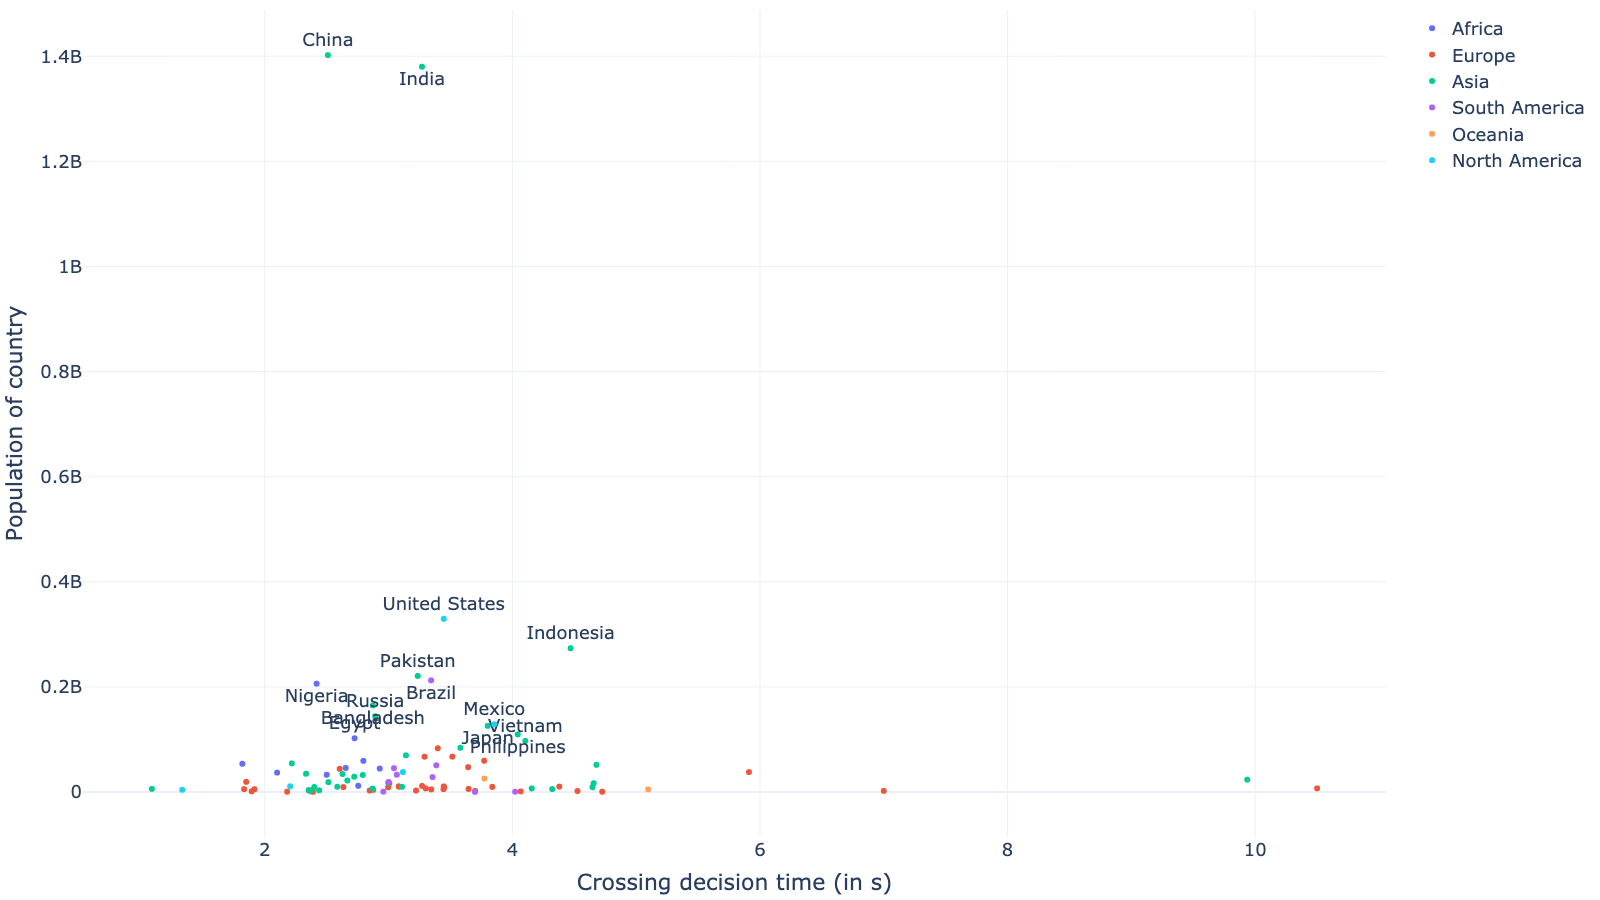 China
India
1.4B
1.2B
1B
0.8B
0.6B
0.4B
0.2B
0
Population of country
United States
Indonesia
Pakistan
Nigeria
Russia
Brazil
Bangladesh
Egypt
Mexico
Vietnam
Japan
Philippines
2
4
6
8
10
Crossing decision time (in s)
Africa
Europe
Asia
South America
Oceania
North America